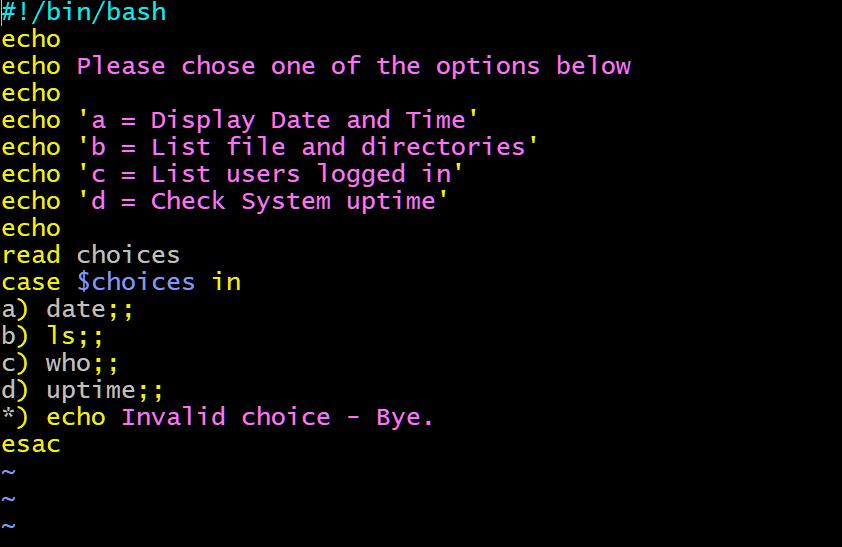 #!/bin/bash
echo
echo Please chose one of the options below
echo
echo 'a = Display Date and Time'
echo 'b = List file and directories'
echo 'c = List users logged in'
echo 'd = Check System uptime'
echo
read choices
case $choices in
a) date;;
b) ls;;
c) who;;
d) uptime;;
*) echo Invalid choice - Bye.
esac
~
~
~